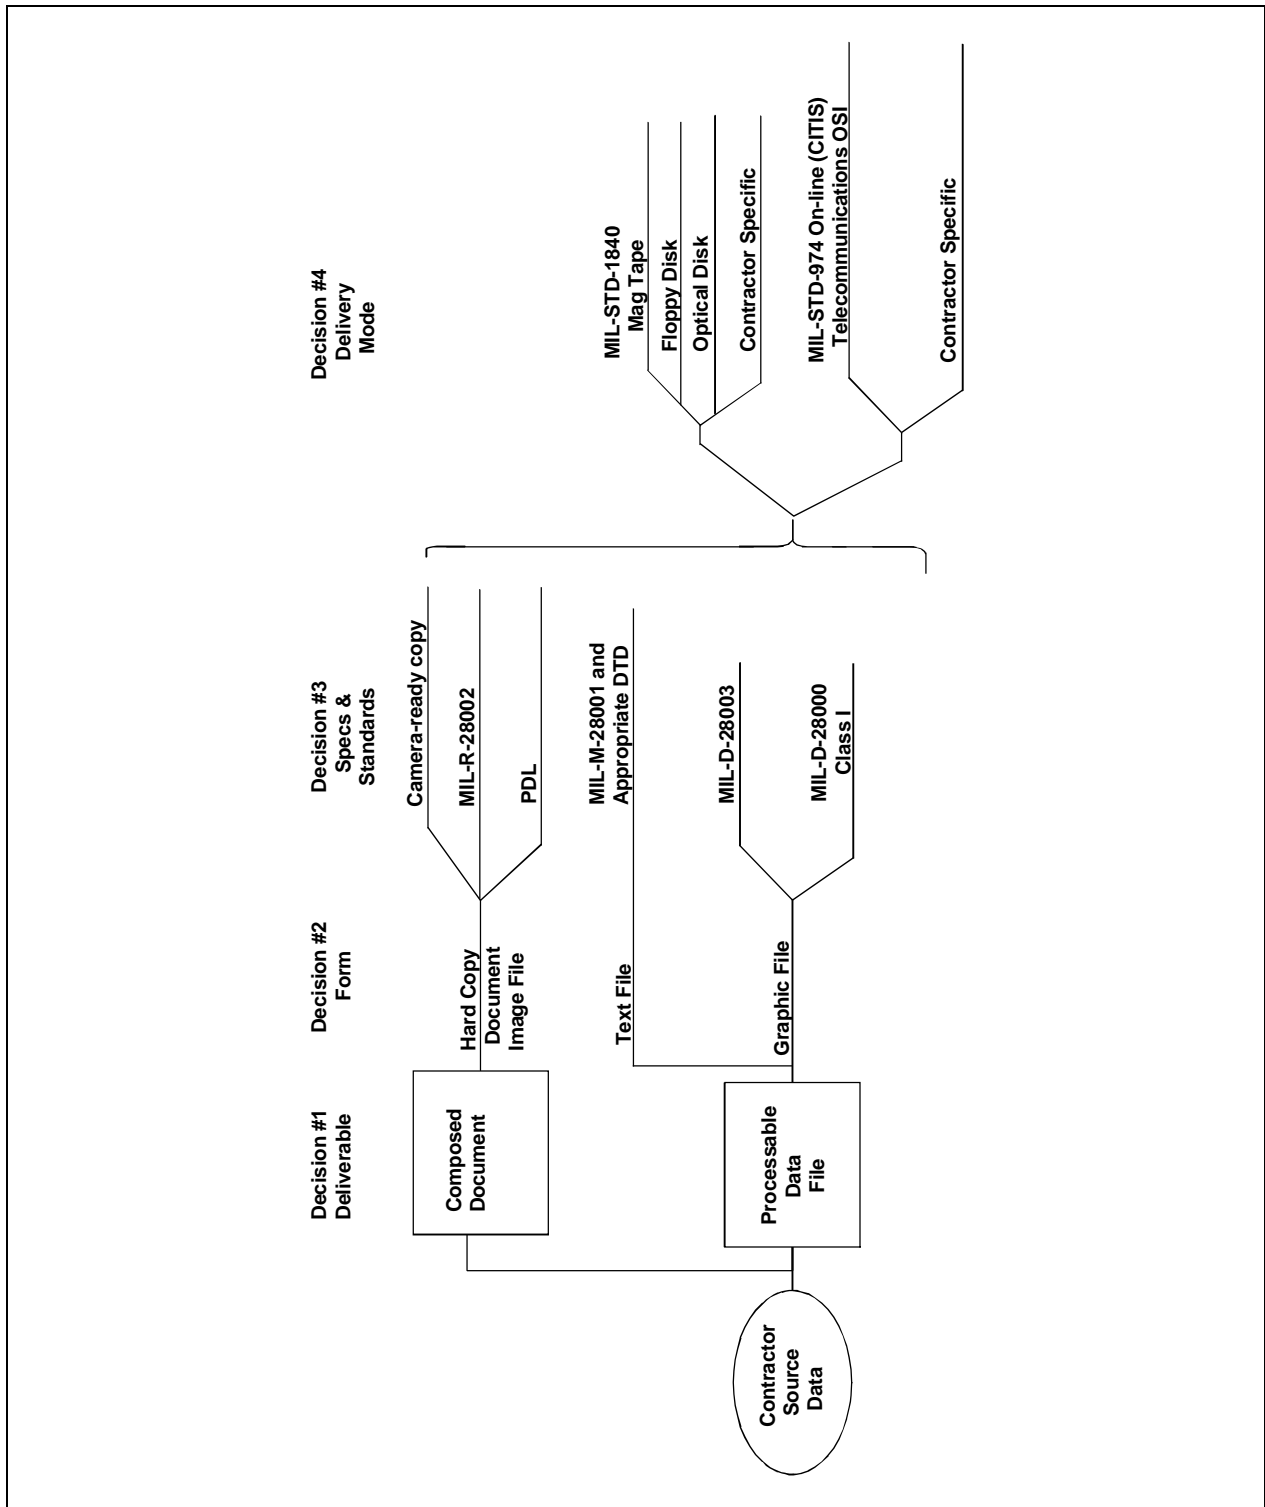 Decision #1
Deliverable
Decision #2
Form
Decision #3
Specs &
Standards
Decision #4
Delivery
Mode
Contractor
Source
Data
Composed
Document
Processable
Data
File
Hard Copy
Document
Image File
Text File
Graphic File
Camera-ready copy
MIL-R-28002
PDL
MIL-M-28001 and
Appropriate DTD
MIL-D-28003
MIL-D-28000
Class I
MIL-STD-1840
Mag Tape
Floppy Disk
Optical Disk
Contractor Specific
MIL-STD-974 On-line (CITIS)
Telecommunications OSI
Contractor Specific